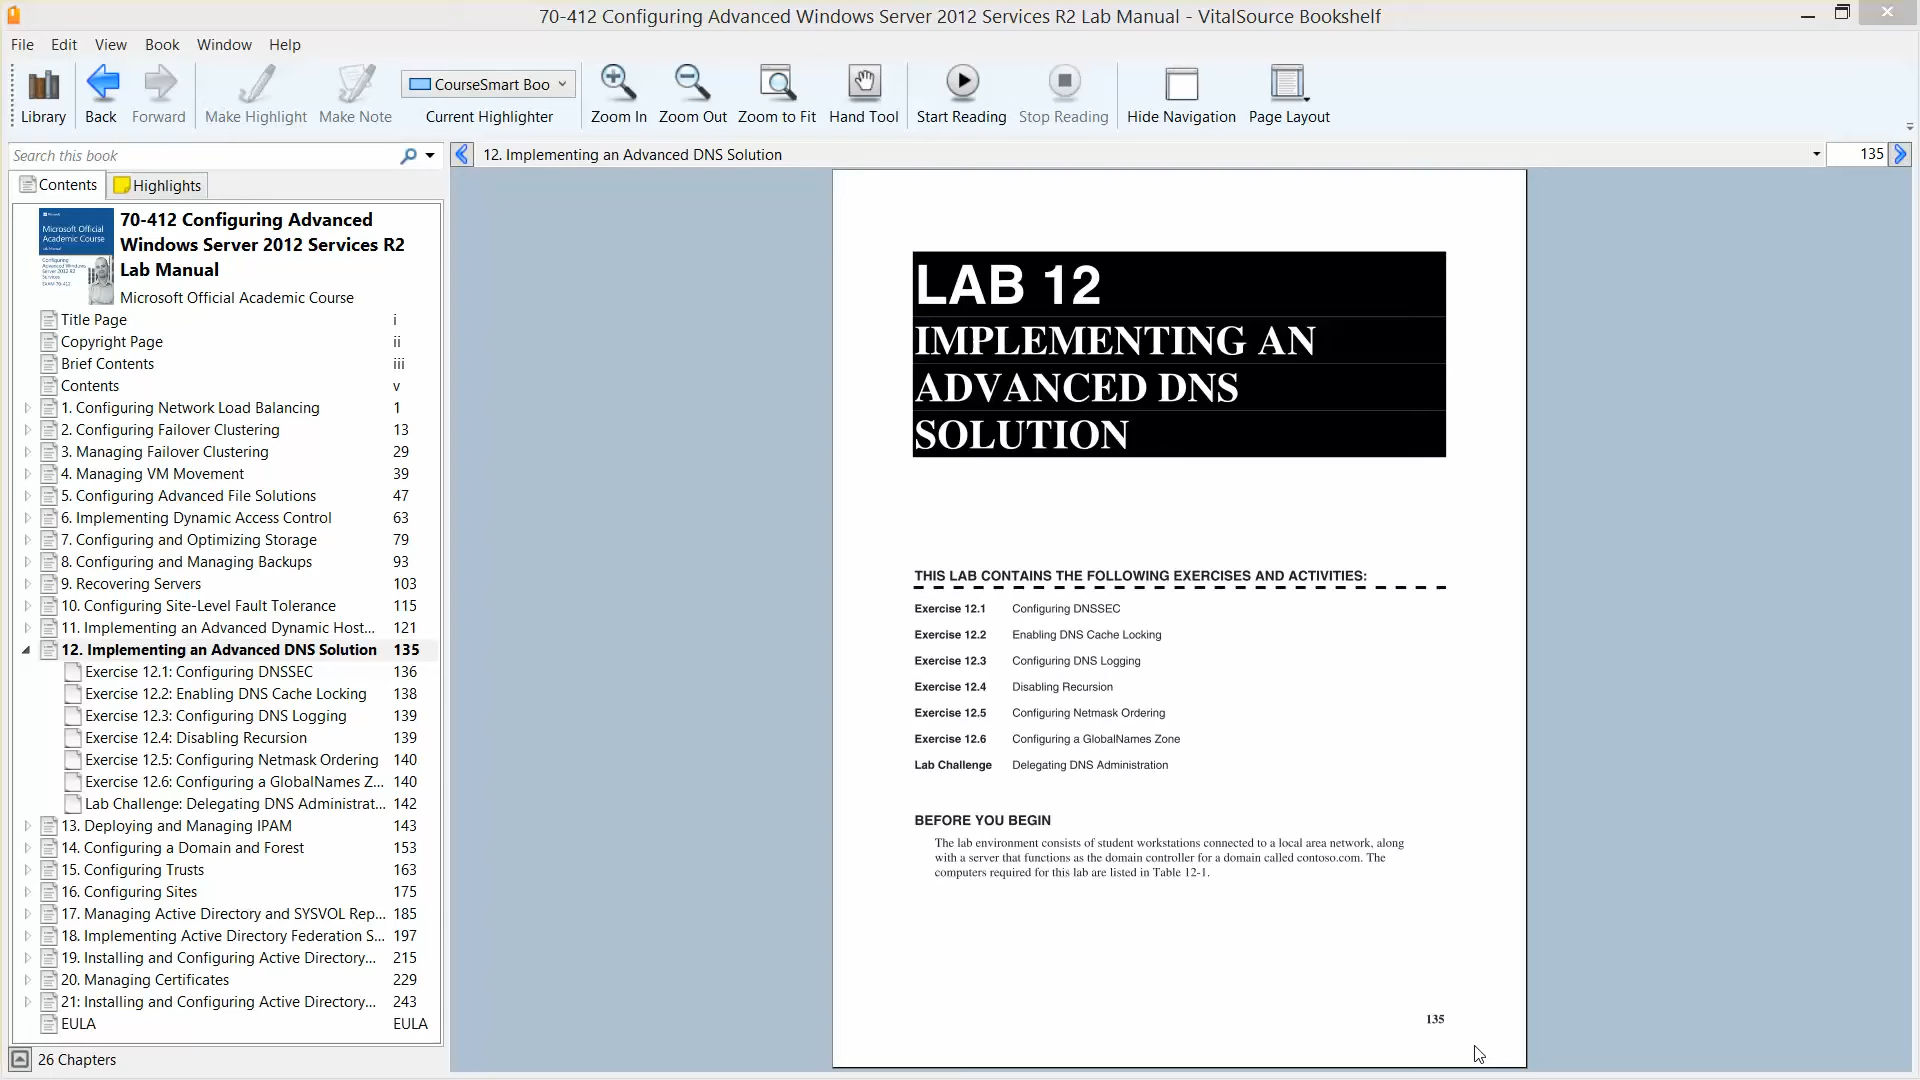 70-412 Configuring Advanced Windows Server 2012 Services R2 Lab Manual - VitalSource Bookshelf
File Edit View Book Window Help
Library Back Forward Make Highlight Make Note CourseSmart Boo Current Highlighter Zoom In Zoom Out Zoom to Fit Hand Tool Start Reading Stop Reading Hide Navigation Page Layout
Search this book
12. Implementing an Advanced DNS Solution 135
Contents Highlights
Microsoft Official
Academic Course
70-412 Configuring Advanced
Windows Server 2012 Services R2
Lab Manual
Microsoft Official Academic Course
Title Page i
Copyright Page ii
Brief Contents iii
Contents v
1. Configuring Network Load Balancing 1
2. Configuring Failover Clustering 13
3. Managing Failover Clustering 29
4. Managing VM Movement 39
5. Configuring Advanced File Solutions 47
6. Implementing Dynamic Access Control 63
7. Configuring and Optimizing Storage 79
8. Configuring and Managing Backups 93
9. Recovering Servers 103
10. Configuring Site-Level Fault Tolerance 115
11. Implementing an Advanced Dynamic Host... 121
12. Implementing an Advanced DNS Solution 135
Exercise 12.1: Configuring DNSSEC 136
Exercise 12.2: Enabling DNS Cache Locking 138
Exercise 12.3: Configuring DNS Logging 139
Exercise 12.4: Disabling Recursion 139
Exercise 12.5: Configuring Netmask Ordering 140
Exercise 12.6: Configuring a GlobalNames Z... 140
Lab Challenge: Delegating DNS Administrat... 142
13. Deploying and Managing IPAM 143
14. Configuring a Domain and Forest 153
15. Configuring Trusts 163
16. Configuring Sites 175
17. Managing Active Directory and SYSVOL Rep... 185
18. Implementing Active Directory Federation S... 197
19. Installing and Configuring Active Directory... 215
20. Managing Certificates 229
21: Installing and Configuring Active Directory... 243
EULA EULA
26 Chapters
LAB 12
IMPLEMENTING AN
ADVANCED DNS
SOLUTION
THIS LAB CONTAINS THE FOLLOWING EXERCISES AND ACTIVITIES:
Exercise 12.1 Configuring DNSSEC
Exercise 12.2 Enabling DNS Cache Locking
Exercise 12.3 Configuring DNS Logging
Exercise 12.4 Disabling Recursion
Exercise 12.5 Configuring Netmask Ordering
Exercise 12.6 Configuring a GlobalNames Zone
Lab Challenge Delegating DNS Administration
BEFORE YOU BEGIN
The lab environment consists of student workstations connected to a local area network, along
with a server that functions as the domain controller for a domain called contoso.com. The
computers required for this lab are listed in Table 12-1.
135